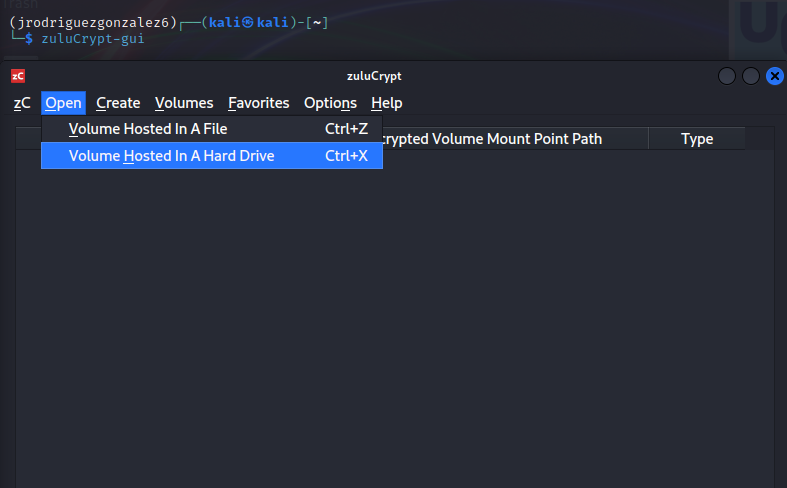 Trash
(jrodriguezgonzalez6)┌──(kali㉿kali)-[~]
└─$ zuluCrypt-gui
zC zuluCrypt
zC Open Create Volumes Favorites Options Help
Volume Hosted In A File Ctrl+Z
Volume Hosted In A Hard Drive Ctrl+X
Volume Mount Point Path Type